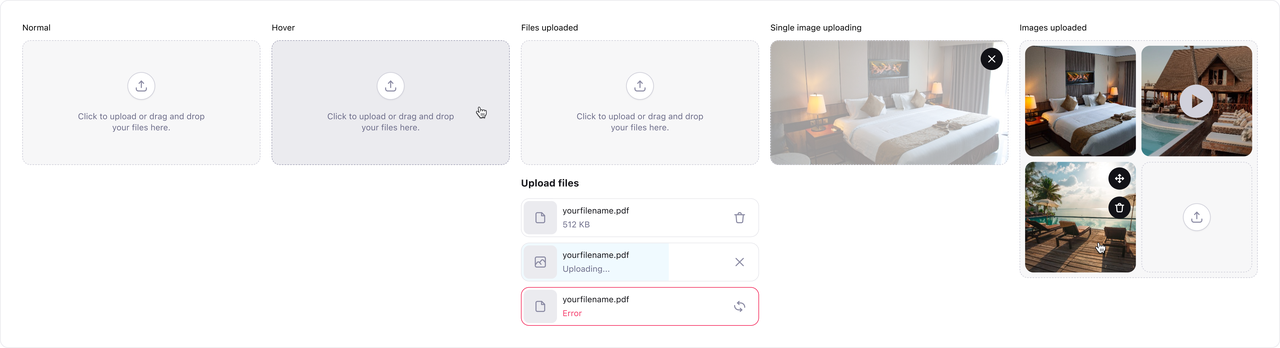 Normal
Hover
Files uploaded
Single image uploading
Images uploaded
Click to upload or drag and drop
your files here.
Click to upload or drag and drop
your files here.
Click to upload or drag and drop
your files here.
Upload files
yourfilename.pdf
512 KB
yourfilename.pdf
Uploading...
yourfilename.pdf
Error